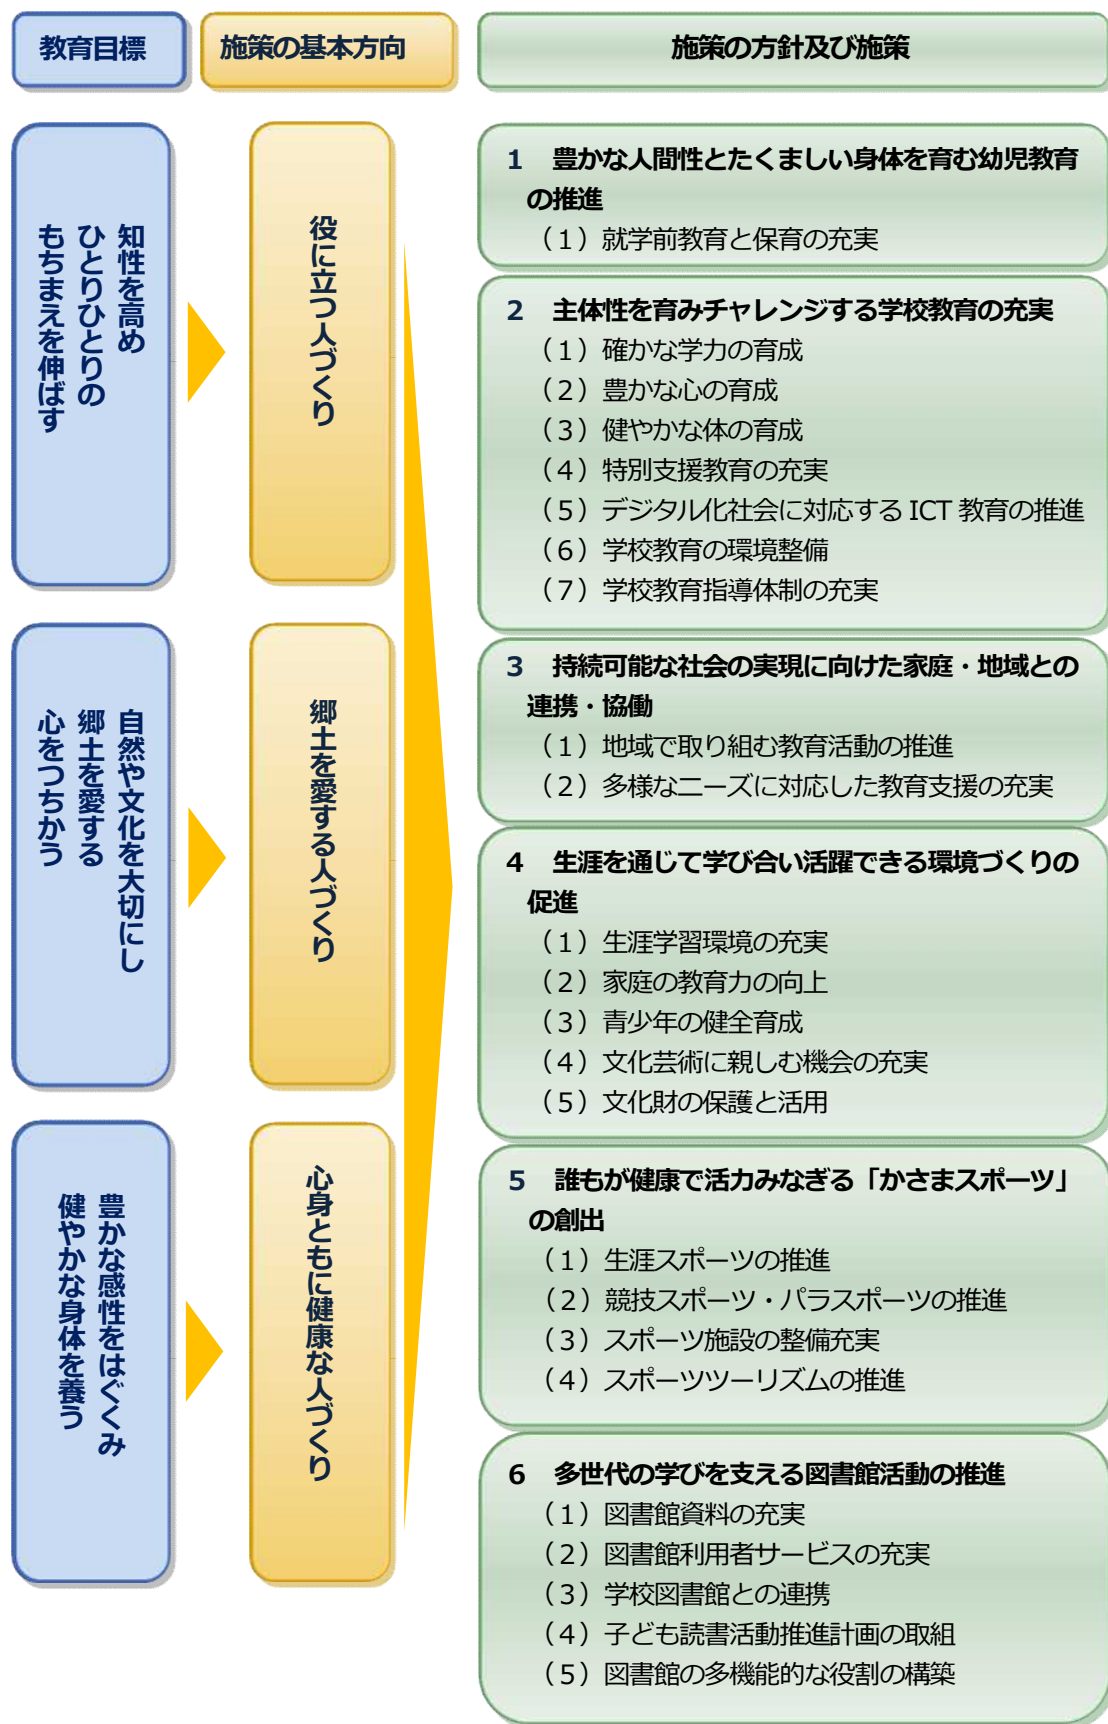 教育目標
施策の基本方向
施策の方針及び施策
知性を高め
ひとりひとりの
もちまえを伸ばす
役に立つ人づくり
自然や文化を大切にし
郷土を愛する
心をつちかう
郷土を愛する人づくり
豊かな感性をはぐくみ
健やかな身体を養う
心身ともに健康な人づくり
1 豊かな人間性とたくましい身体を育む幼児教育
の推進
（１）就学前教育と保育の充実
2 主体性を育みチャレンジする学校教育の充実
（１）確かな学力の育成
（２）豊かな心の育成
（３）健やかな体の育成
（４）特別支援教育の充実
（５）デジタル化社会に対応する ICT 教育の推進
（６）学校教育の環境整備
（７）学校教育指導体制の充実
3 持続可能な社会の実現に向けた家庭・地域との
連携・協働
（１）地域で取り組む教育活動の推進
（２）多様なニーズに対応した教育支援の充実
4 生涯を通じて学び合い活躍できる環境づくりの
促進
（１）生涯学習環境の充実
（２）家庭の教育力の向上
（３）青少年の健全育成
（４）文化芸術に親しむ機会の充実
（５）文化財の保護と活用
5 誰もが健康で活力みなぎる「かさまスポーツ」
の創出
（１）生涯スポーツの推進
（２）競技スポーツ・パラスポーツの推進
（３）スポーツ施設の整備充実
（４）スポーツツーリズムの推進
6 多世代の学びを支える図書館活動の推進
（１）図書館資料の充実
（２）図書館利用者サービスの充実
（３）学校図書館との連携
（４）子ども読書活動推進計画の取組
（５）図書館の多機能的な役割の構築